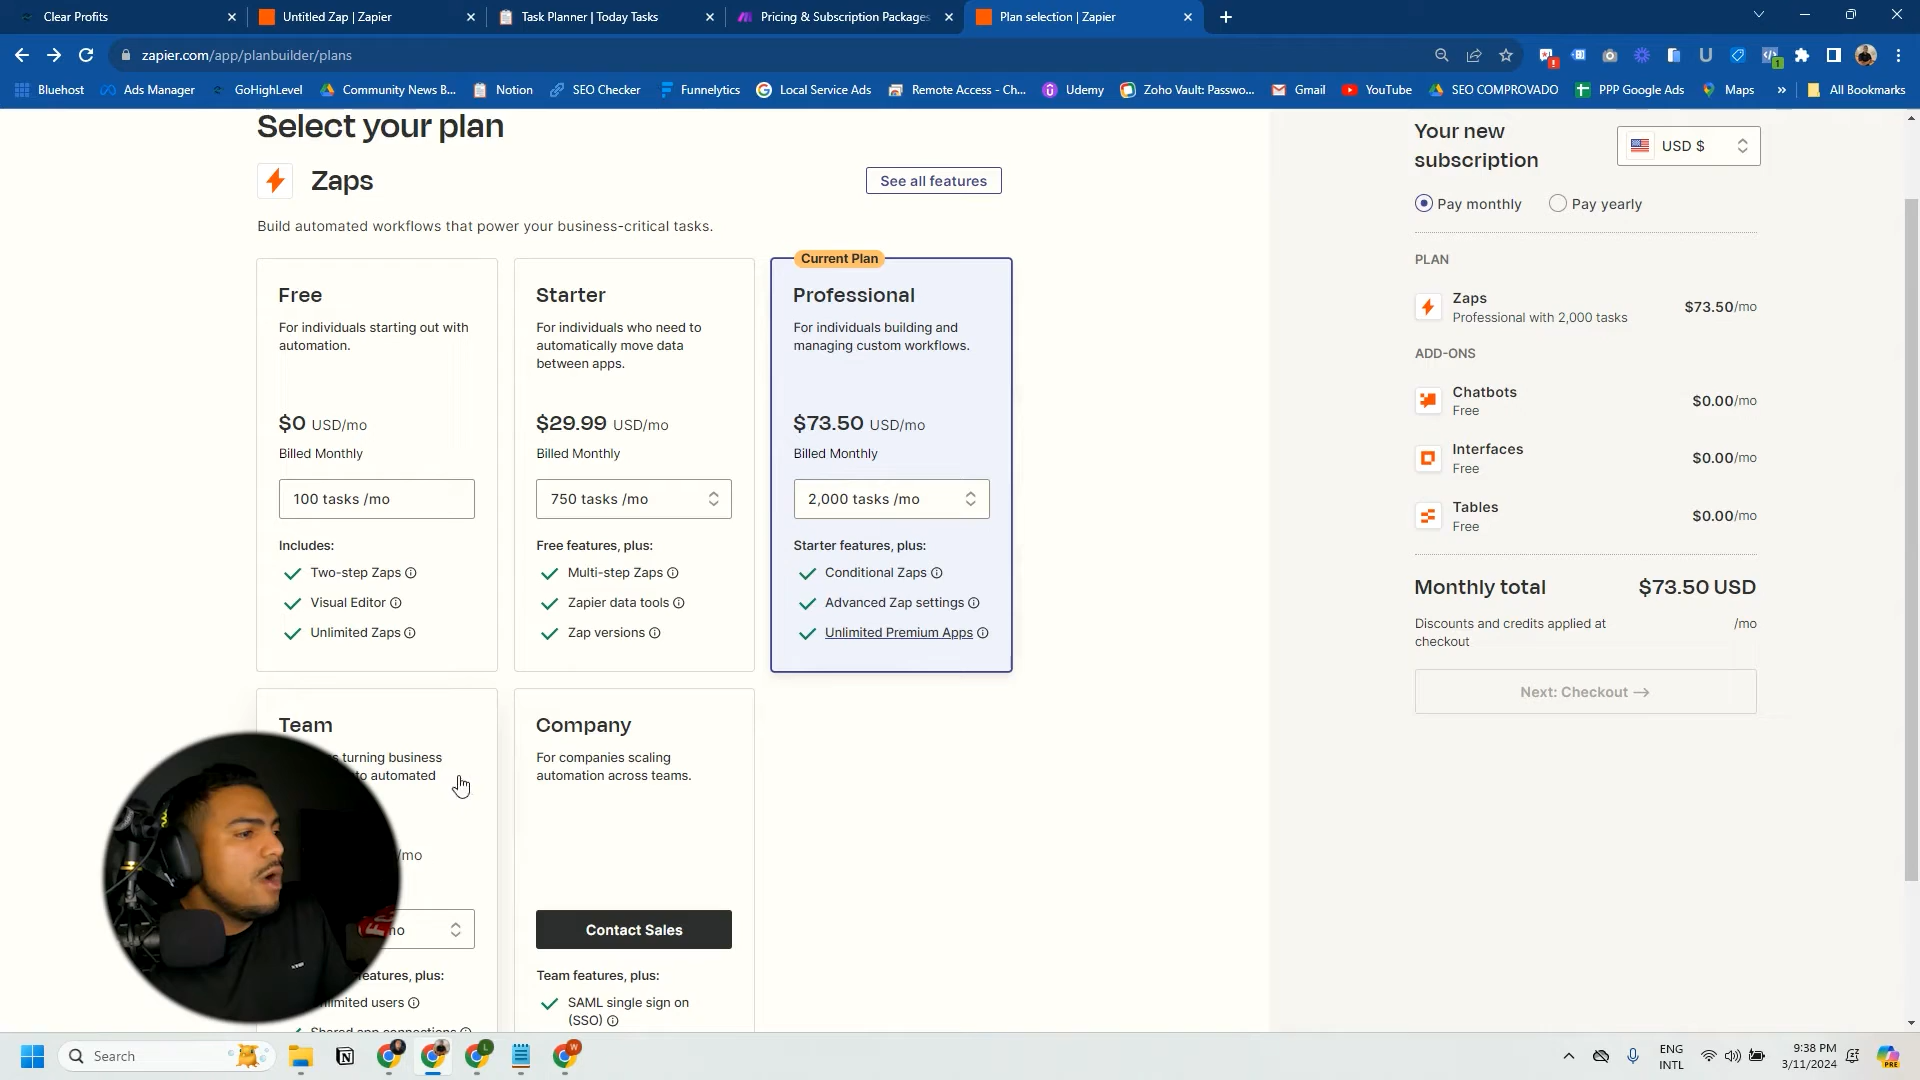 Clear Profits
Untitled Zap | Zapier
Task Planner | Today Tasks
Pricing & Subscription Packages
Plan selection | Zapier
zapier.com/app/planbuilder/plans
Bluehost
Ads Manager
GoHighLevel
Community News B...
Notion
SEO Checker
Funnelytics
Local Service Ads
Remote Access - Ch...
Udemy
Zoho Vault: Passwo...
Gmail
YouTube
SEO COMPROVADO
PPP Google Ads
Maps
»
All Bookmarks
Select your plan
Zaps
See all features
Build automated workflows that power your business-critical tasks.
Free
For individuals starting out with
automation.
$0 USD/mo
Billed Monthly
100 tasks /mo
Includes:
Two-step Zaps
Visual Editor
Unlimited Zaps
Starter
For individuals who need to
automatically move data
between apps.
$29.99 USD/mo
Billed Monthly
750 tasks /mo
Free features, plus:
Multi-step Zaps
Zapier data tools
Zap versions
Current Plan
Professional
For individuals building and
managing custom workflows.
$73.50 USD/mo
Billed Monthly
2,000 tasks /mo
Starter features, plus:
Conditional Zaps
Advanced Zap settings
Unlimited Premium Apps
Team
turning business
to automated
/mo
eatures, plus:
limited users
Shared app connections
Company
For companies scaling
automation across teams.
Contact Sales
Team features, plus:
SAML single sign on
(SSO)
Your new
subscription
USD $
Pay monthly
Pay yearly
PLAN
Zaps
Professional with 2,000 tasks
$73.50/mo
ADD-ONS
Chatbots
Free
$0.00/mo
Interfaces
Free
$0.00/mo
Tables
Free
$0.00/mo
Monthly total
$73.50 USD
Discounts and credits applied at
checkout
/mo
Next: Checkout →
Search
ENG
INTL
9:38 PM
3/11/2024